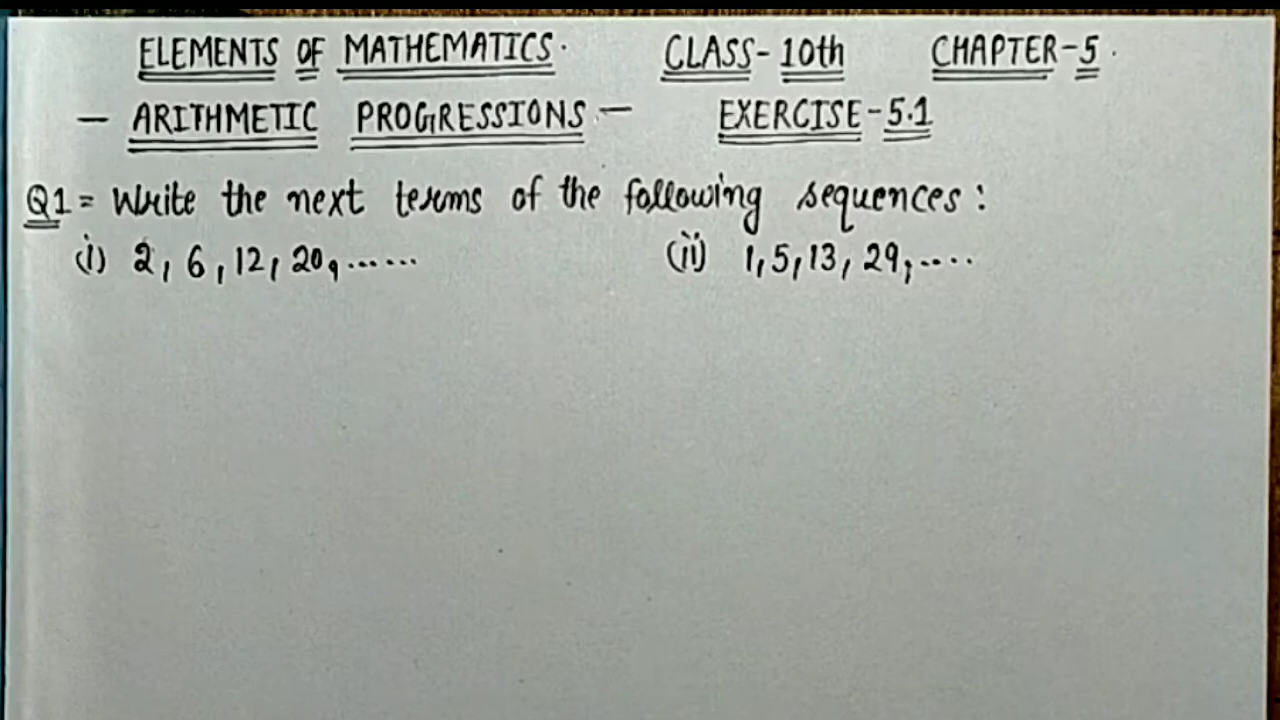 ELEMENTS OF MATHEMATICS. CLASS-10th CHAPTER-5.
— ARITHMETIC PROGRESSIONS — EXERCISE-5.1
Q1= Write the next terms of the following sequences:
(i) 2, 6, 12, 20, ...... (ii) 1, 5, 13, 29, ....